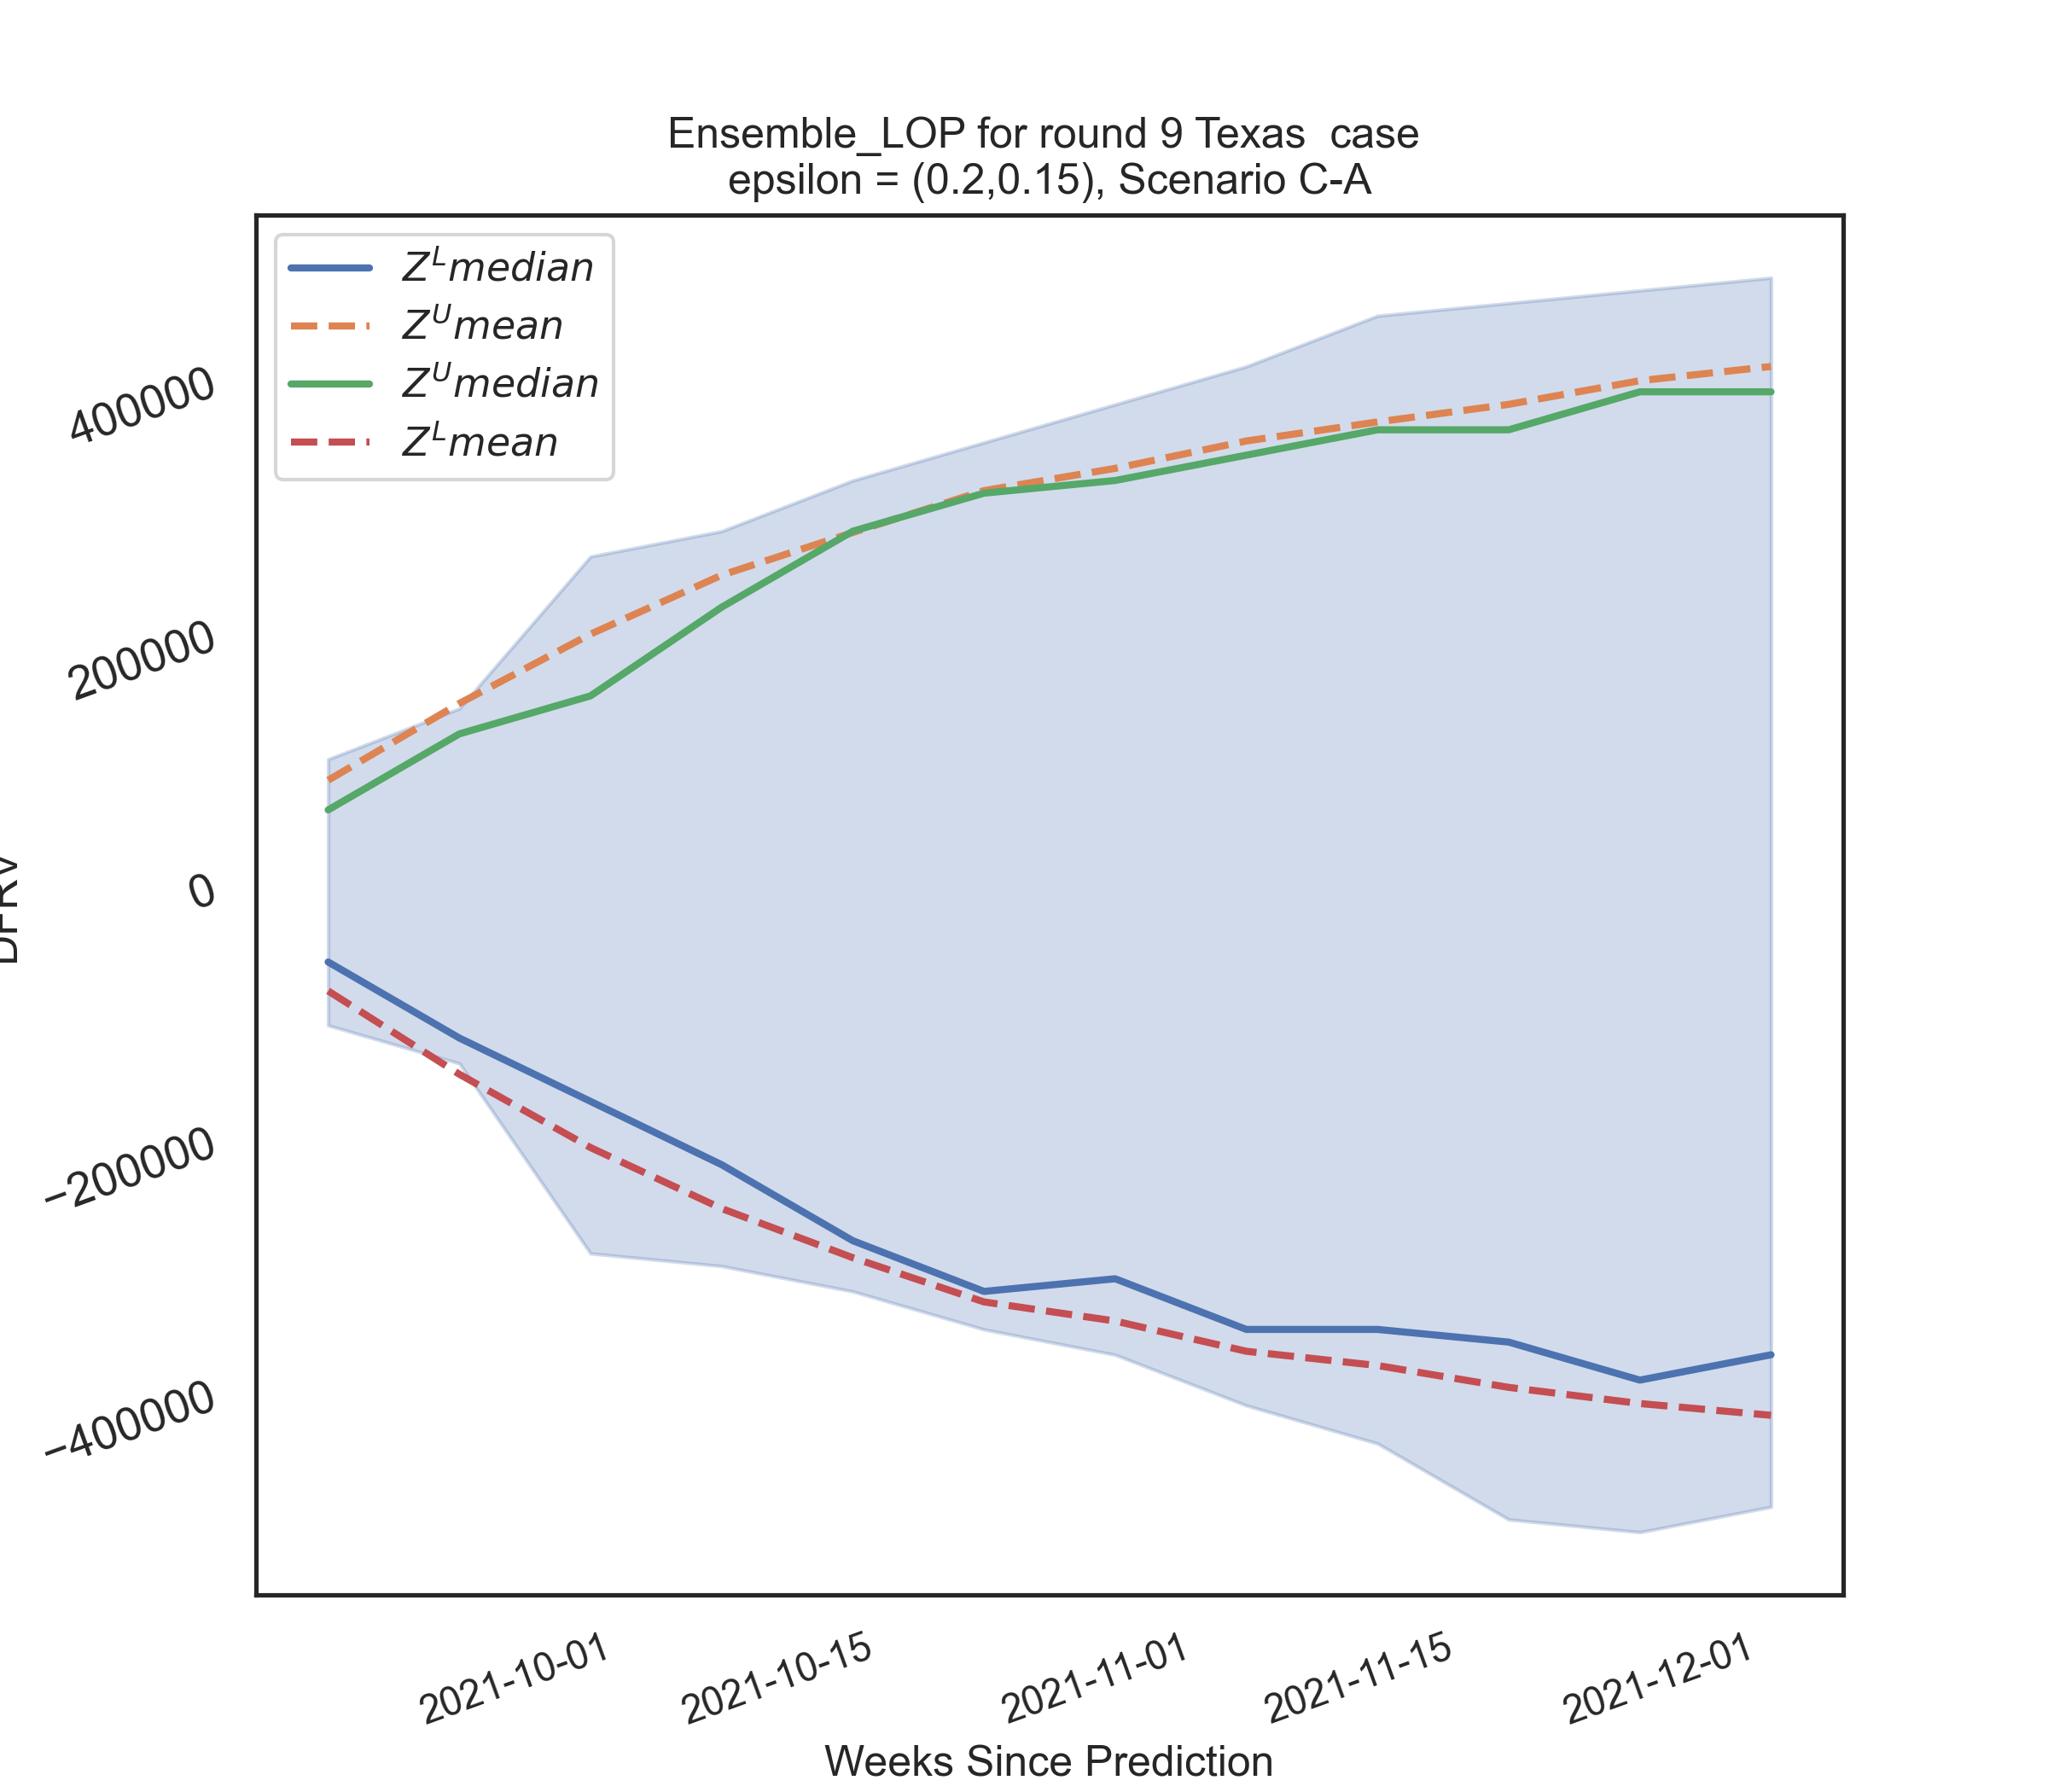 Ensemble_LOP for round 9 Texas  case
epsilon = (0.2,0.15), Scenario C-A
Z^L median
Z^U mean
Z^U median
Z^L mean
400000
200000
0
−200000
−400000
2021-10-01
2021-10-15
2021-11-01
2021-11-15
2021-12-01
Weeks Since Prediction